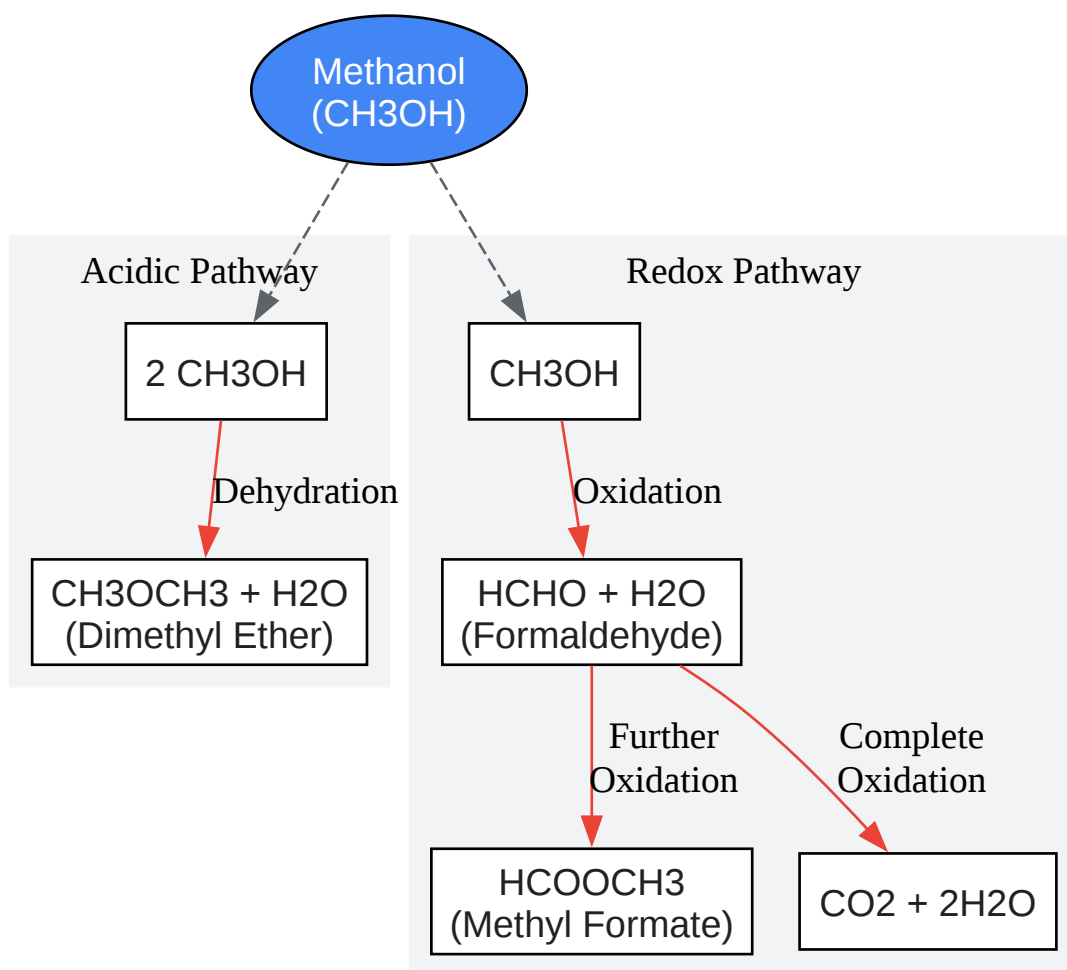 Methanol
(CH3OH)
Acidic Pathway
Redox Pathway
2 CH3OH
CH3OH
Dehydration
Oxidation
CH3OCH3 + H2O
(Dimethyl Ether)
HCHO + H2O
(Formaldehyde)
Further
Oxidation
Complete
Oxidation
HCOOCH3
(Methyl Formate)
CO2 + 2H2O